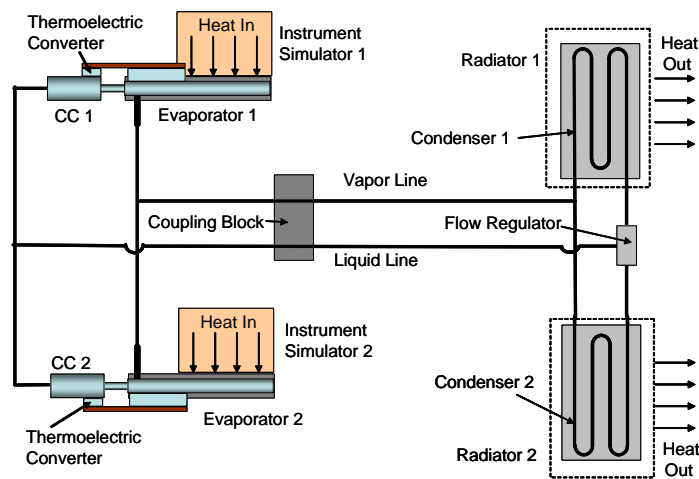 Thermoelectric
Converter
Heat In
Instrument
Simulator 1
CC 1
Evaporator 1
Radiator 1
Heat
Out
Condenser 1
Vapor Line
Coupling Block
Flow Regulator
Liquid Line
Heat In
Instrument
Simulator 2
CC 2
Evaporator 2
Thermoelectric
Converter
Condenser 2
Radiator 2
Heat
Out